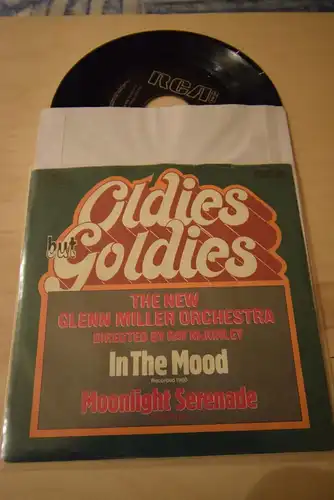 RCA
Oldies
but
Goldies
THE NEW
GLENN MILLER ORCHESTRA
DIRECTED BY RAY McKINLEY
In The Mood
Moonlight Serenade